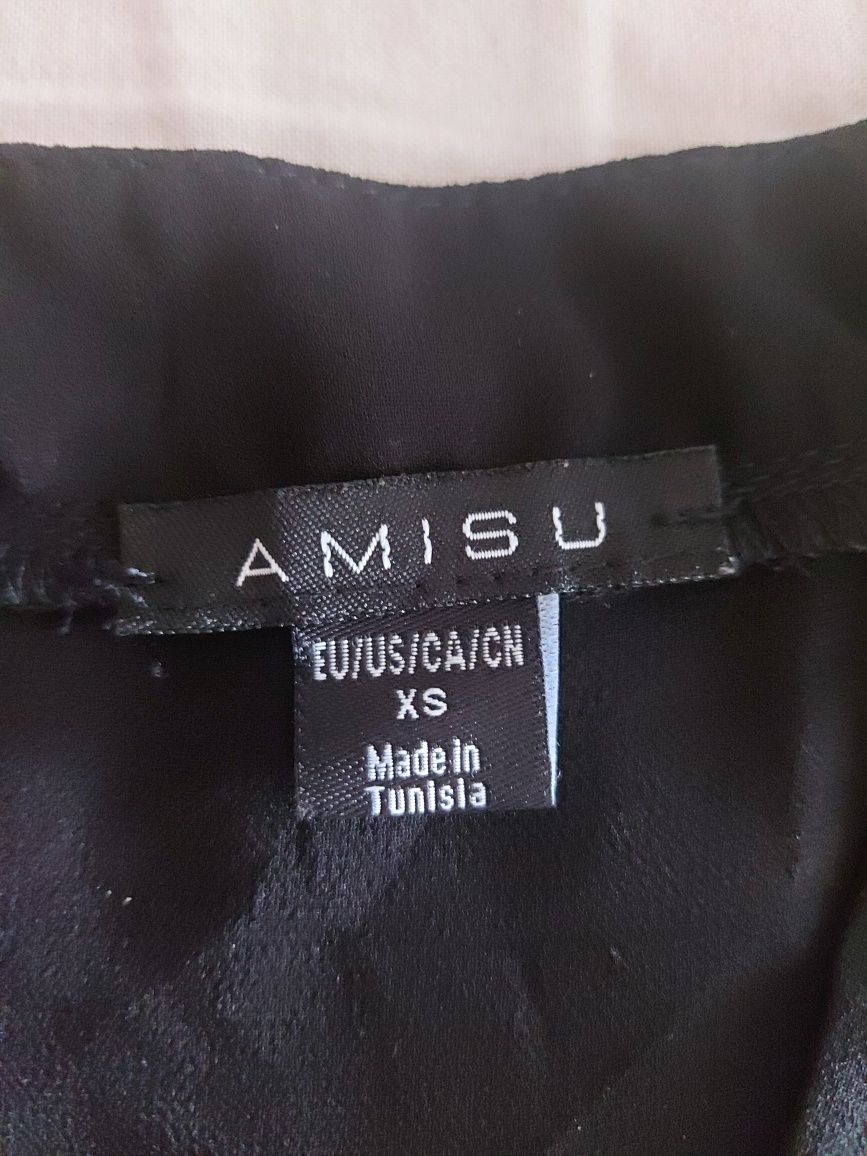 AMISU
EU/US/CA/CN
XS
Made in
Tunisia